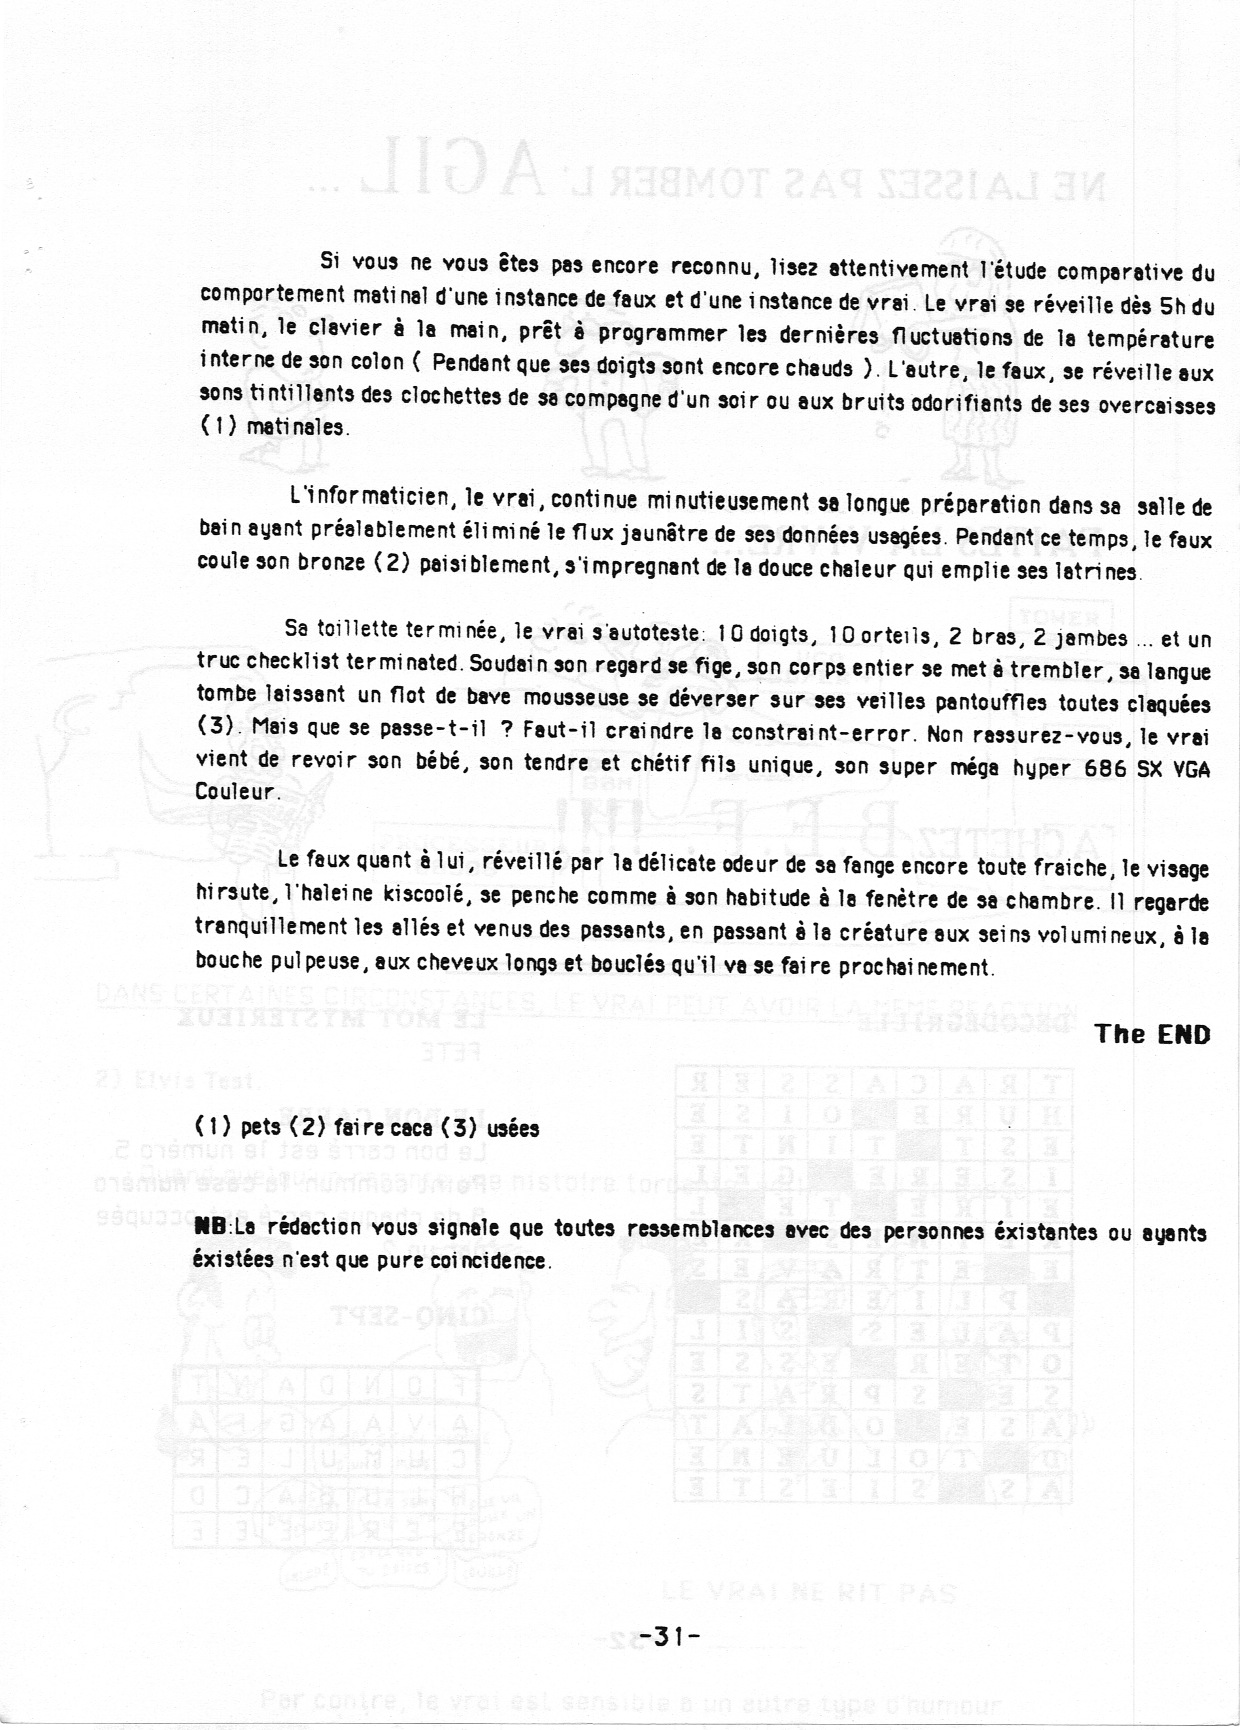 Si vous ne vous êtes pas encore reconnu, lisez attentivement l'étude comparative du
comportement matinal d'une instance de faux et d'une instance de vrai. Le vrai se réveille dès 5h du
matin, le clavier à la main, prêt à programmer les dernières fluctuations de la température
interne de son colon ( Pendant que ses doigts sont encore chauds ). L'autre, le faux, se réveille aux
sons tintillants des clochettes de sa compagne d'un soir ou aux bruits odorifiants de ses overcaisses
(1) matinales.
L'informaticien, le vrai, continue minutieusement sa longue préparation dans sa salle de
bain ayant préalablement éliminé le flux jaunâtre de ses données usagées. Pendant ce temps, le faux
coule son bronze (2) paisiblement, s'impregnant de la douce chaleur qui emplie ses latrines.
Sa toillette terminée, le vrai s'autoteste: 10 doigts, 10 orteils, 2 bras, 2 jambes ... et un
truc checklist terminated. Soudain son regard se fige, son corps entier se met à trembler, sa langue
tombe laissant un flot de bave mousseuse se déverser sur ses veilles pantouffles toutes claquées
(3). Mais que se passe-t-il ? Faut-il craindre la constraint-error. Non rassurez-vous, le vrai
vient de revoir son bébé, son tendre et chétif fils unique, son super méga hyper 686 SX VGA
Couleur.
Le faux quant à lui, réveillé par la délicate odeur de sa fange encore toute fraiche, le visage
hirsute, l'haleine kiscoolé, se penche comme à son habitude à la fenètre de sa chambre. Il regarde
tranquillement les allés et venus des passants, en passant à la créature aux seins volumineux, à la
bouche pulpeuse, aux cheveux longs et bouclés qu'il va se faire prochainement.
The END
(1) pets (2) faire caca (3) usées
NB:La rédaction vous signale que toutes ressemblances avec des personnes éxistantes ou ayants
éxistées n'est que pure coincidence.
-31-